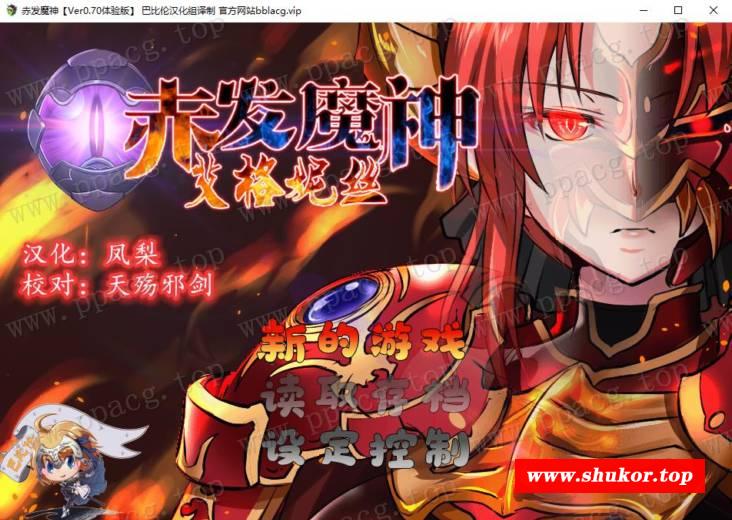 赤发魔神【Ver0.70体验版】 巴比伦汉化组译制 官方网站bblacg.vip
赤发魔神
艾格妮丝
汉化：凤梨
校对：天殇邪剑
新的游戏
读取存档
设定控制
www.shukor.top
www.ppacg.top